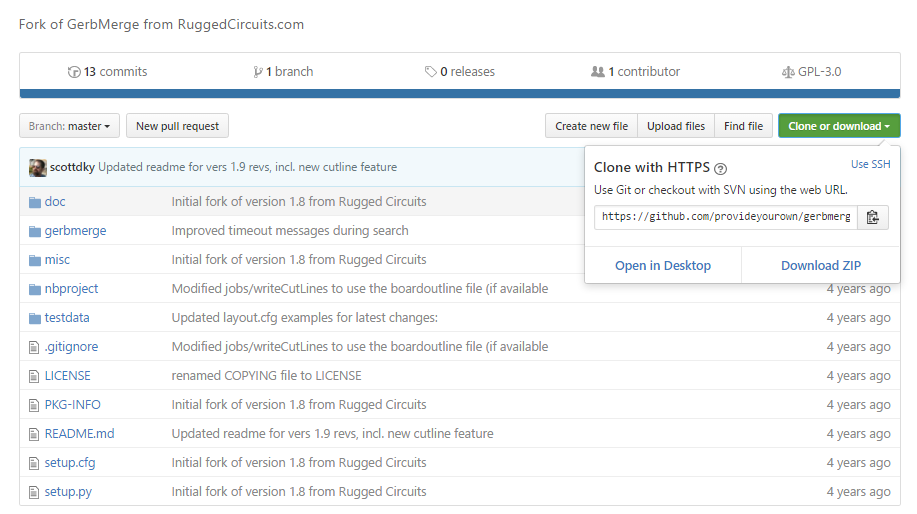 Fork of GerbMerge from RuggedCircuits.com
13 commits 1 branch 0 releases 1 contributor GPL-3.0
Branch: master New pull request Create new file Upload files Find file Clone or download
scottdky Updated readme for vers 1.9 revs, incl. new cutline feature
Clone with HTTPS ? Use SSH
Use Git or checkout with SVN using the web URL.
https://github.com/provideyourown/gerbmerg
Open in Desktop Download ZIP
doc Initial fork of version 1.8 from Rugged Circuits
gerbmerge Improved timeout messages during search
misc Initial fork of version 1.8 from Rugged Circuits
nbproject Modified jobs/writeCutLines to use the boardoutline file (if available 4 years ago
testdata Updated layout.cfg examples for latest changes: 4 years ago
.gitignore Modified jobs/writeCutLines to use the boardoutline file (if available 4 years ago
LICENSE renamed COPYING file to LICENSE 4 years ago
PKG-INFO Initial fork of version 1.8 from Rugged Circuits 4 years ago
README.md Updated readme for vers 1.9 revs, incl. new cutline feature 4 years ago
setup.cfg Initial fork of version 1.8 from Rugged Circuits 4 years ago
setup.py Initial fork of version 1.8 from Rugged Circuits 4 years ago